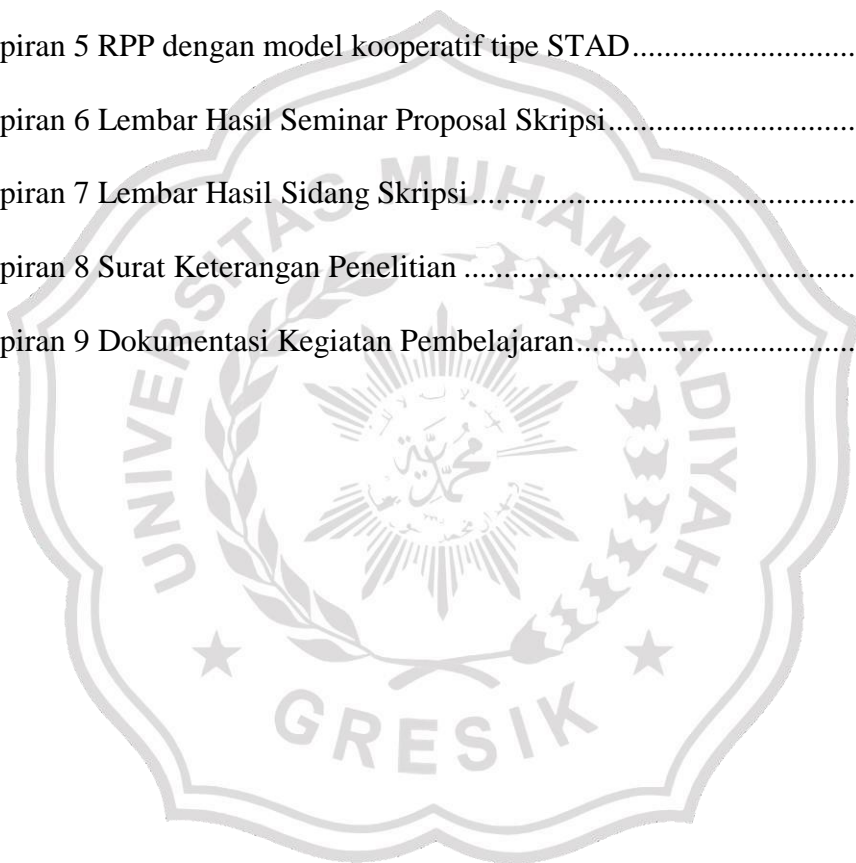 piran 5 RPP dengan model kooperatif tipe STAD............................
piran 6 Lembar Hasil Seminar Proposal Skripsi...............................
piran 7 Lembar Hasil Sidang Skripsi................................................
piran 8 Surat Keterangan Penelitian .................................................
piran 9 Dokumentasi Kegiatan Pembelajaran...................................
UNIVERSITAS MUHAMMADIYAH
محمد
GRESIK